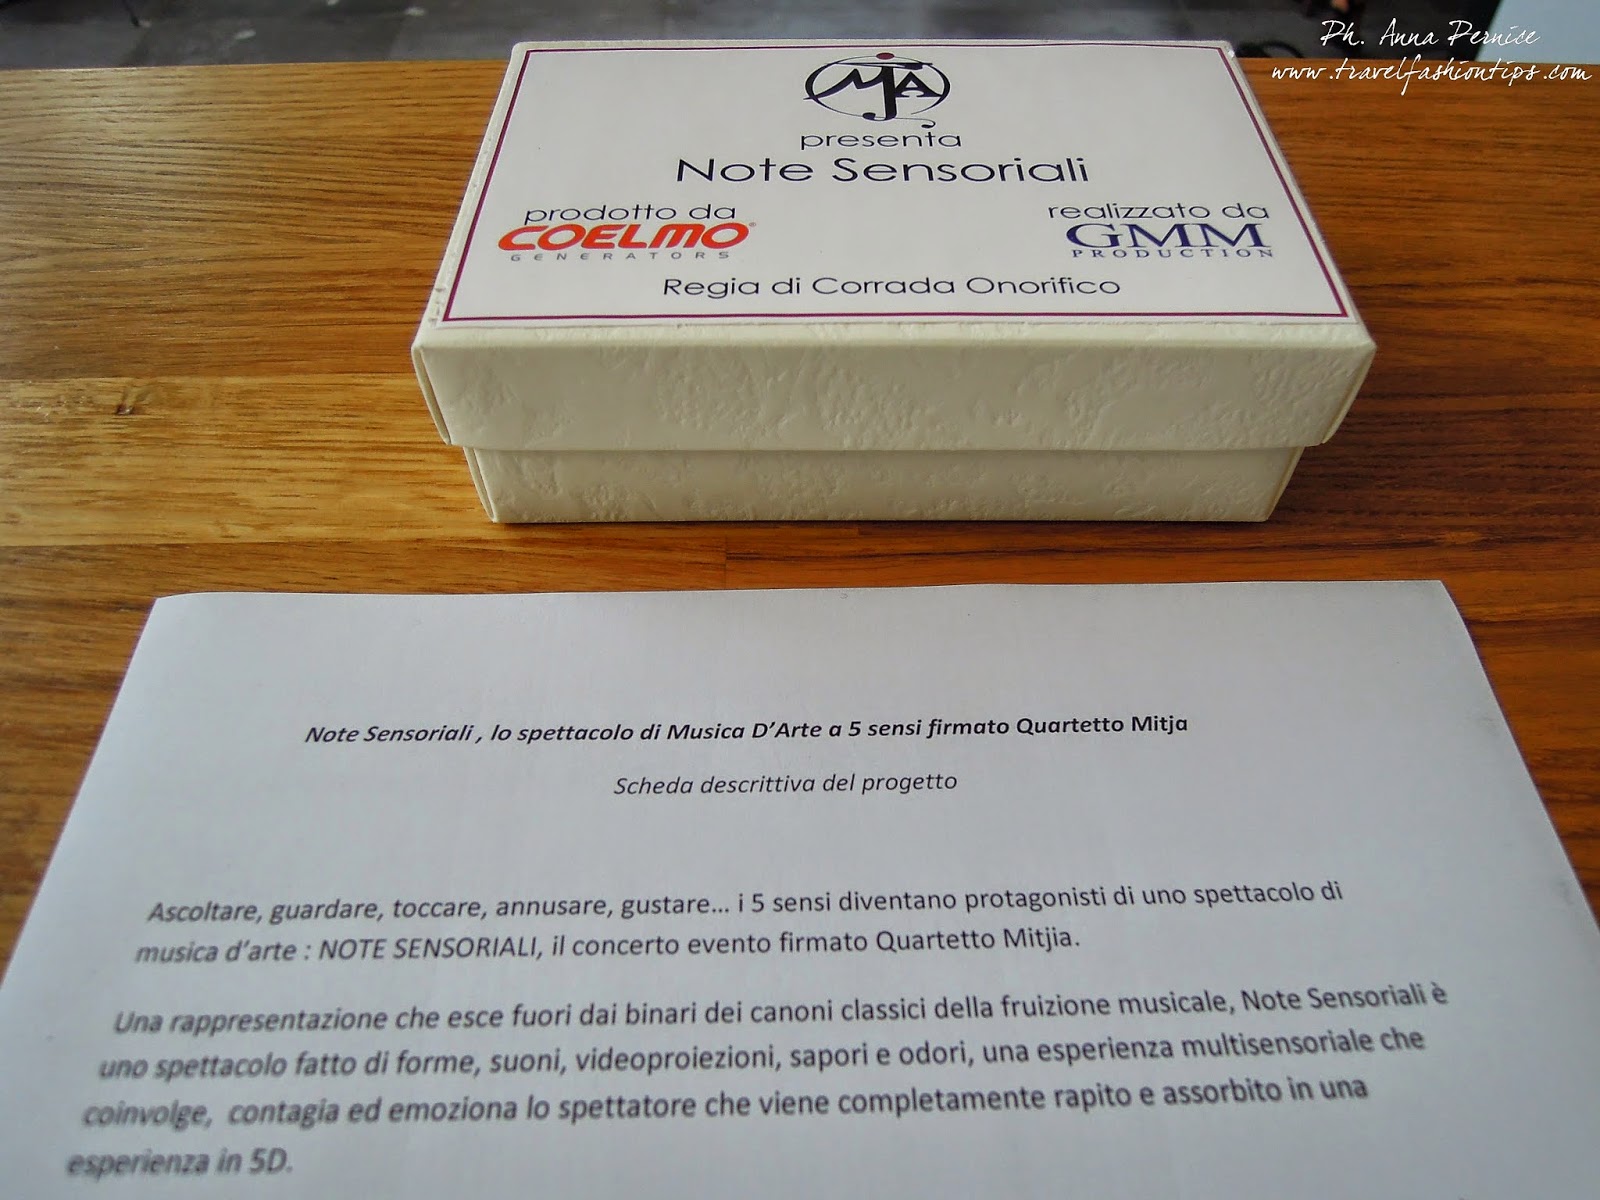 Ph. Anna Pernice
www.travelfashiontips.com
MJA
presenta
Note Sensoriali
prodotto da
COELMO®
GENERATORS
realizzato da
GMM
PRODUCTION
Regia di Corrada Onorifico
Note Sensoriali , lo spettacolo di Musica D’Arte a 5 sensi firmato Quartetto Mitja
Scheda descrittiva del progetto
Ascoltare, guardare, toccare, annusare, gustare... i 5 sensi diventano protagonisti di uno spettacolo di
musica d’arte : NOTE SENSORIALI, il concerto evento firmato Quartetto Mitjia.
Una rappresentazione che esce fuori dai binari dei canoni classici della fruizione musicale, Note Sensoriali è
uno spettacolo fatto di forme, suoni, videoproiezioni, sapori e odori, una esperienza multisensoriale che
coinvolge, contagia ed emoziona lo spettatore che viene completamente rapito e assorbito in una
esperienza in 5D.